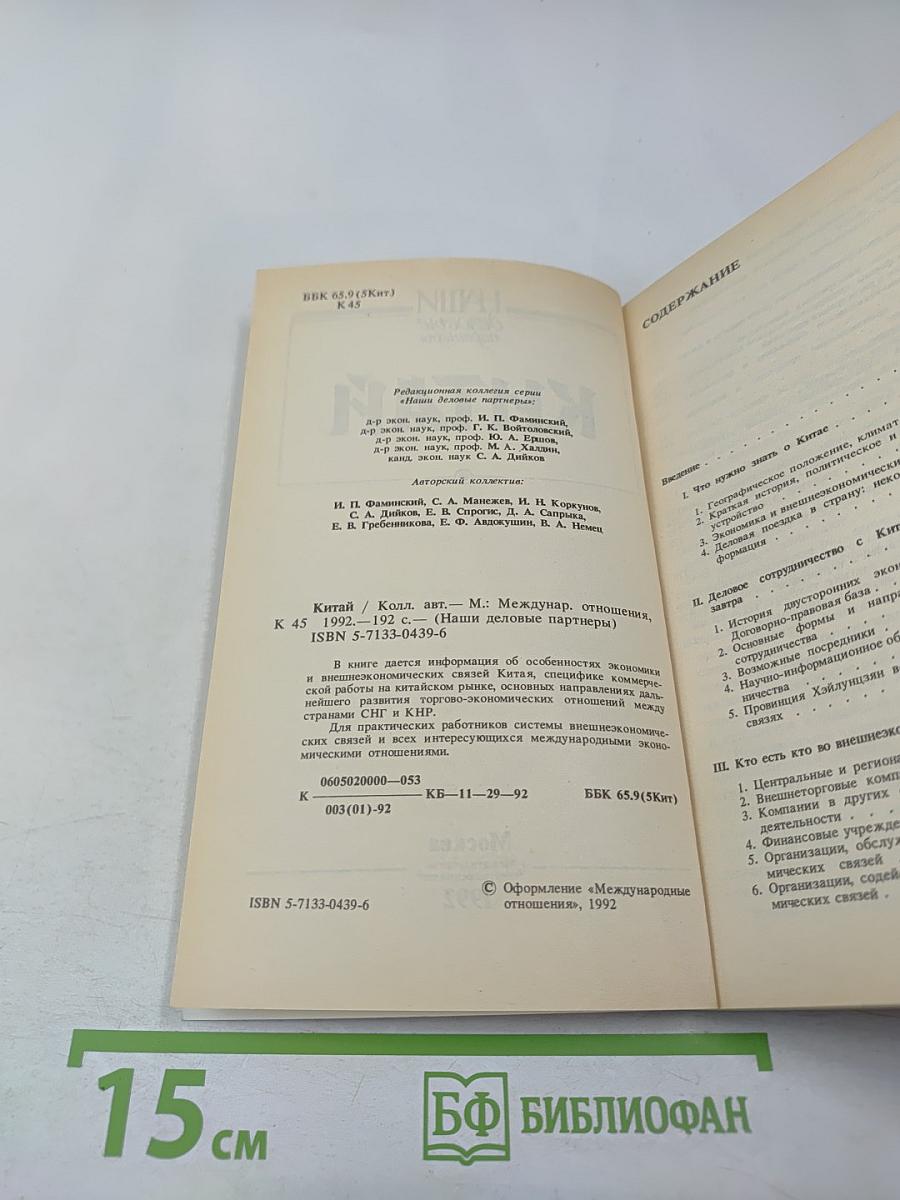 ББК 65.9(5Кит)
К 45
Редакционная коллегия серии
«Наши деловые партнеры»:
д-р экон. наук, проф. И. П. Фаминский,
д-р экон. наук, проф. Г. К. Войтоловский,
д-р экон. наук, проф. Ю. А. Ершов,
д-р экон. наук, проф. М. А. Халдин,
канд. экон. наук С. А. Дийков
Авторский коллектив:
И. П. Фаминский, С. А. Манежев, И. Н. Коркунов,
С. А. Дийков, Е. В. Спрогис, Д. А. Сапрыка,
Е. В. Гребенникова, Е. Ф. Авдокушин, В. А. Немец
Китай / Колл. авт.— М.: Междунар. отношения,
К 45 1992.—192 с.— (Наши деловые партнеры)
ISBN 5-7133-0439-6
В книге дается информация об особенностях экономики
и внешнеэкономических связей Китая, специфике коммерче-
ской работы на китайском рынке, основных направлениях даль-
нейшего развития торгово-экономических отношений между
странами СНГ и КНР.
Для практических работников системы внешнеэкономиче-
ских связей и всех интересующихся международными эконо-
мическими отношениями.
0605020000—053
К КБ—11—29—92 ББК 65.9(5Кит)
003(01)-92
ISBN 5-7133-0439-6
© Оформление «Международные
отношения», 1992
СОДЕРЖАНИЕ
Введение . . . . . . . .
I. Что нужно знать о Китае . . .
1. Географическое положение, климат
2. Краткая история, политическое и
устройство . . . . . .
3. Экономика и внешнеэкономический
4. Деловая поездка в страну: неко
формация . . . . . . .
II. Деловое сотрудничество с Кит
завтра . . . . . . . .
1. История двусторонних экон
Договорно-правовая база . .
2. Основные формы и напра
сотрудничества . . . .
3. Возможные посредники . .
4. Научно-информационное об
ничества . . . . . .
5. Провинция Хэйлунцзян в
связях . . . . . . .
III. Кто есть кто во внешнеэко
1. Центральные и региона
2. Внешнеторговые комп
3. Компании в других
деятельности . . . .
4. Финансовые учрежде
5. Организации, обслуж
мических связей
6. Организации, содей
мических связей .
15 см
БФ БИБЛИОФАН